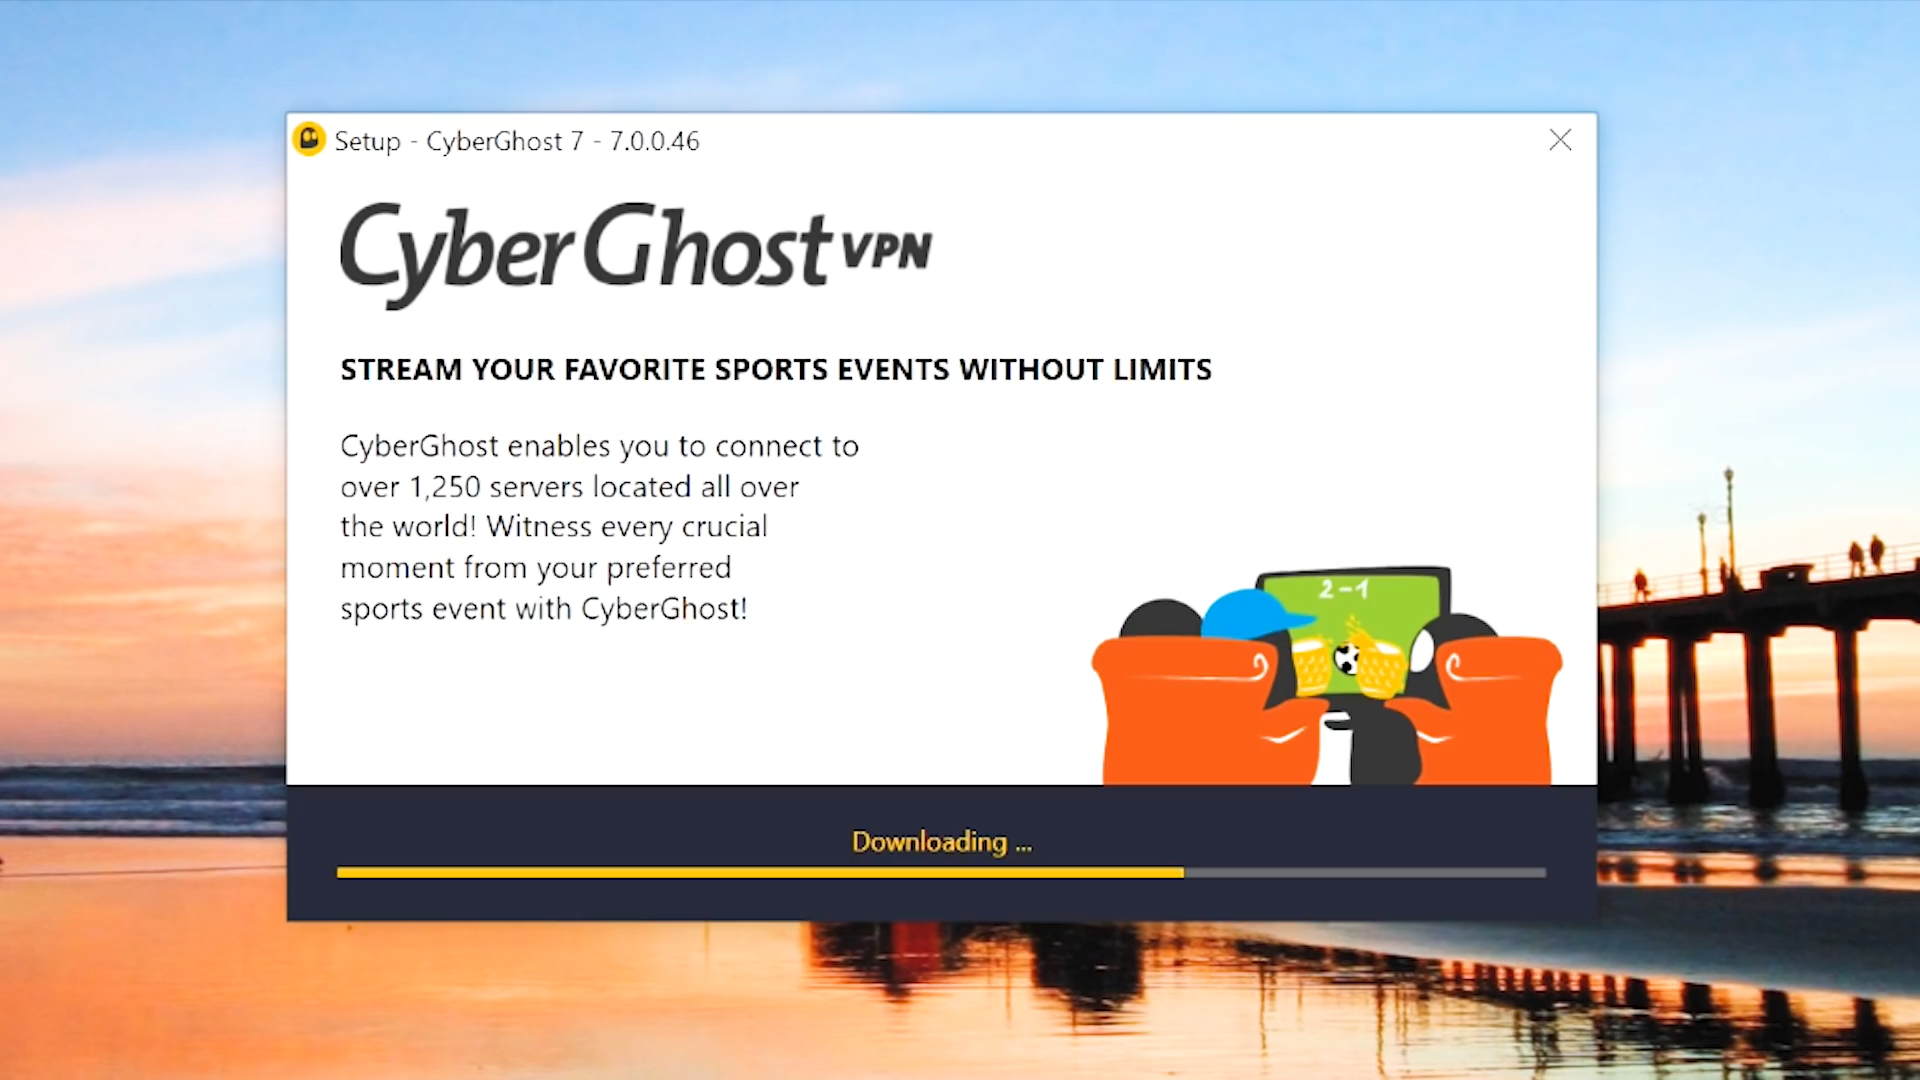 Setup - CyberGhost 7 - 7.0.0.46
CyberGhost VPN
STREAM YOUR FAVORITE SPORTS EVENTS WITHOUT LIMITS
CyberGhost enables you to connect to
over 1,250 servers located all over
the world! Witness every crucial
moment from your preferred
sports event with CyberGhost!
2-1
Downloading ...